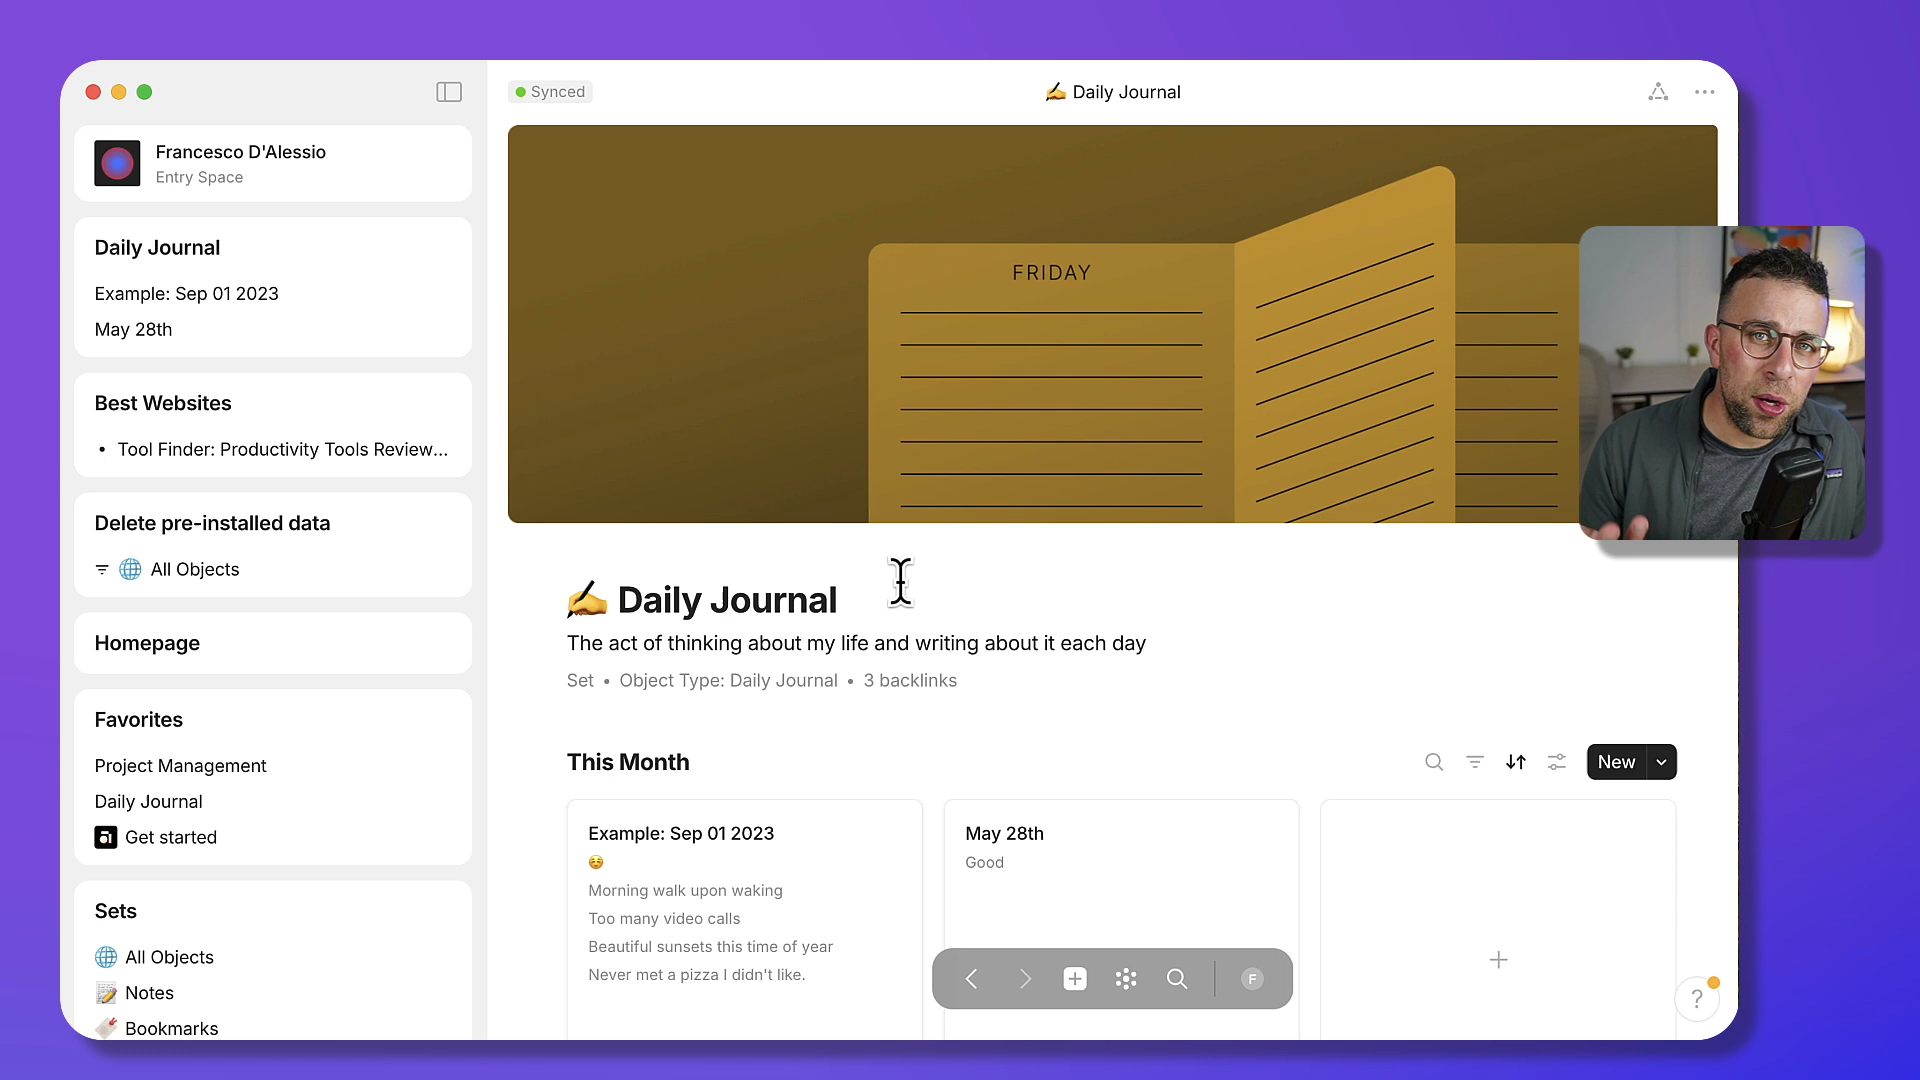 Francesco D'Alessio
Entry Space
Daily Journal
Example: Sep 01 2023
May 28th
Best Websites
• Tool Finder: Productivity Tools Review...
Delete pre-installed data
All Objects
Homepage
Favorites
Project Management
Daily Journal
Get started
Sets
All Objects
Notes
Bookmarks
Synced
✍️ Daily Journal
FRIDAY
✍️ Daily Journal
The act of thinking about my life and writing about it each day
Set • Object Type: Daily Journal • 3 backlinks
This Month
New
Example: Sep 01 2023
☺️
Morning walk upon waking
Too many video calls
Beautiful sunsets this time of year
Never met a pizza I didn't like.
May 28th
Good
F
?